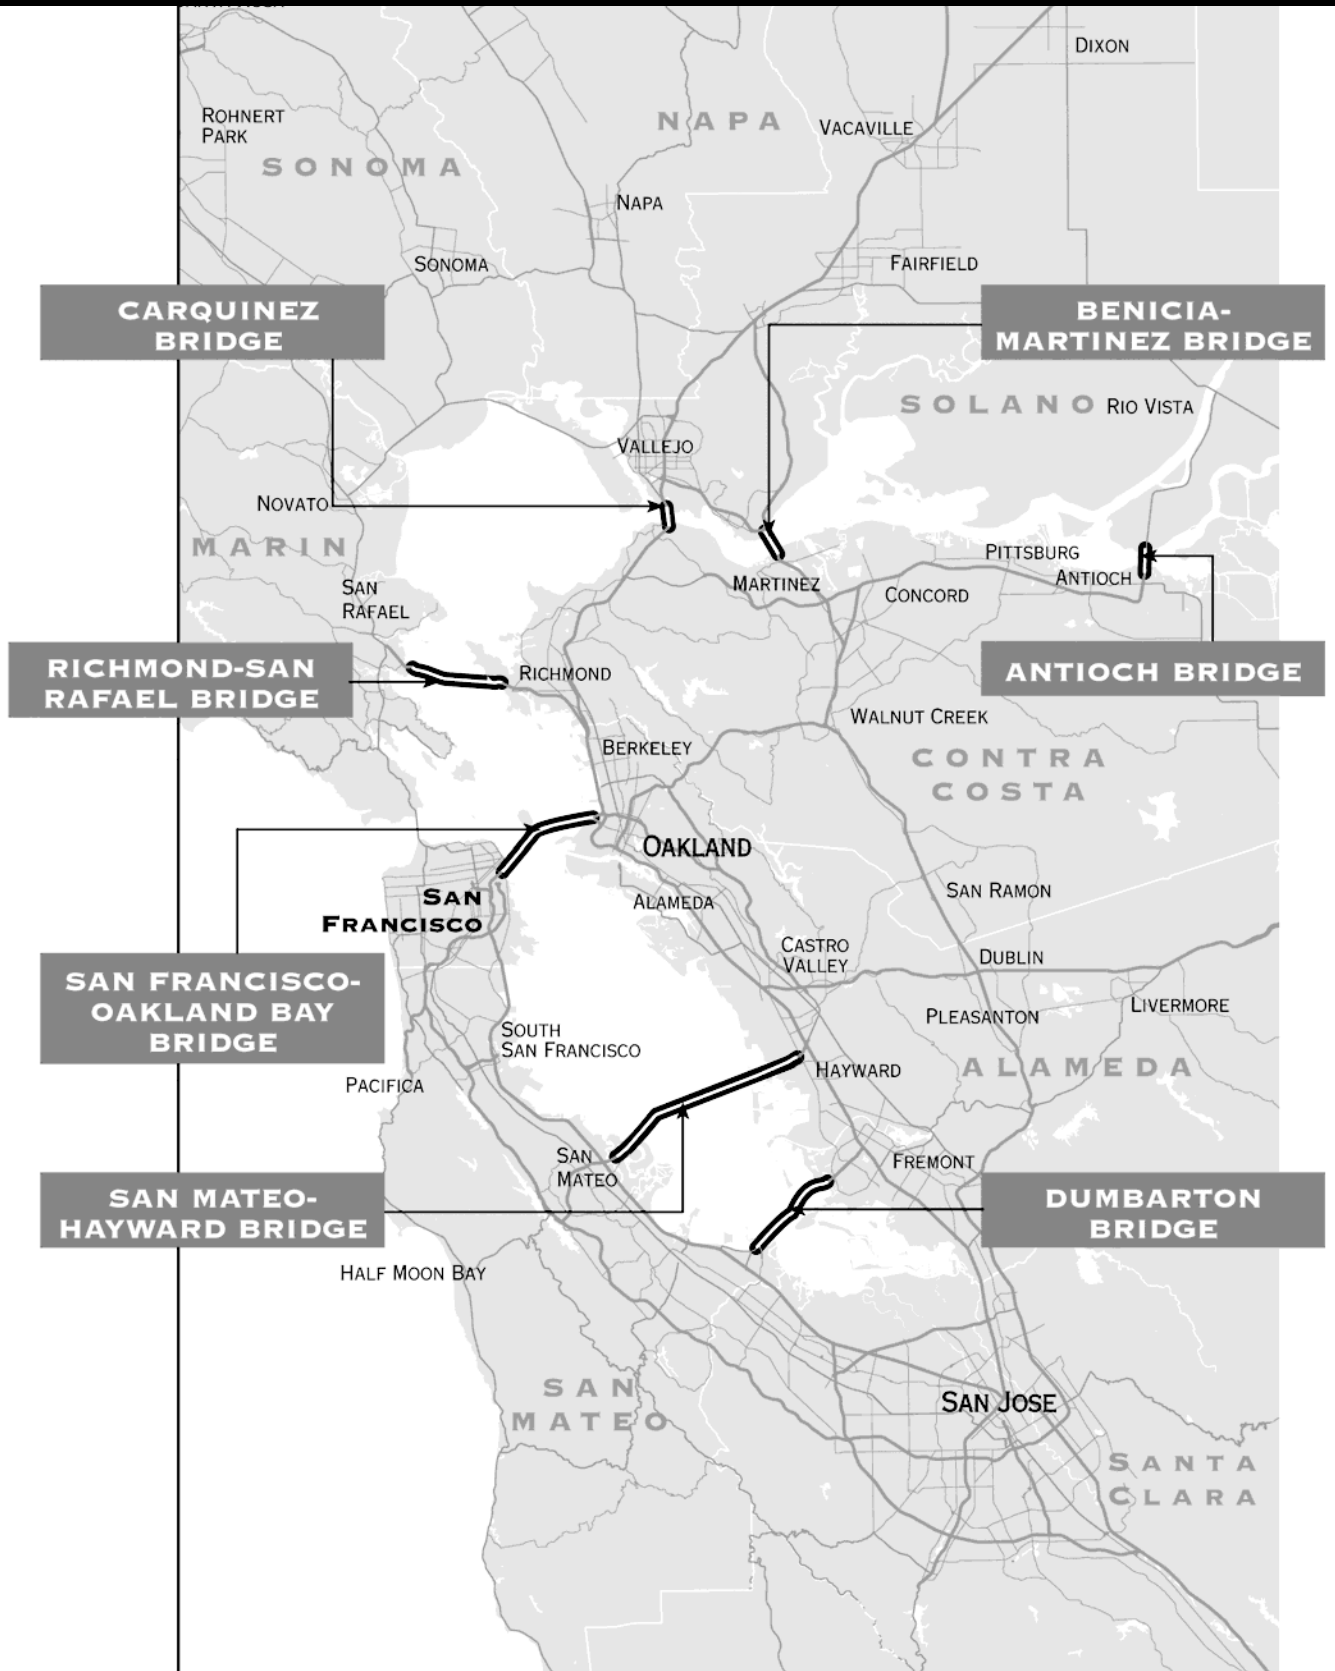 DIXON
ROHNERT
PARK
NAPA
VACAVILLE
SONOMA
NAPA
SONOMA
FAIRFIELD
CARQUINEZ
BRIDGE
BENICIA-
MARTINEZ BRIDGE
SOLANO
RIO VISTA
VALLEJO
NOVATO
MARIN
PITTSBURG
ANTIOCH
MARTINEZ
CONCORD
SAN
RAFAEL
RICHMOND-SAN
RAFAEL BRIDGE
RICHMOND
ANTIOCH BRIDGE
WALNUT CREEK
BERKELEY
CONTRA
COSTA
OAKLAND
SAN
FRANCISCO
ALAMEDA
SAN RAMON
CASTRO
VALLEY
DUBLIN
SAN FRANCISCO-
OAKLAND BAY
BRIDGE
LIVERMORE
PLEASANTON
SOUTH
SAN FRANCISCO
HAYWARD
ALAMEDA
PACIFICA
SAN
MATEO
FREMONT
SAN MATEO-
HAYWARD BRIDGE
DUMBARTON
BRIDGE
HALF MOON BAY
SAN
MATEO
SAN JOSE
SANTA
CLARA